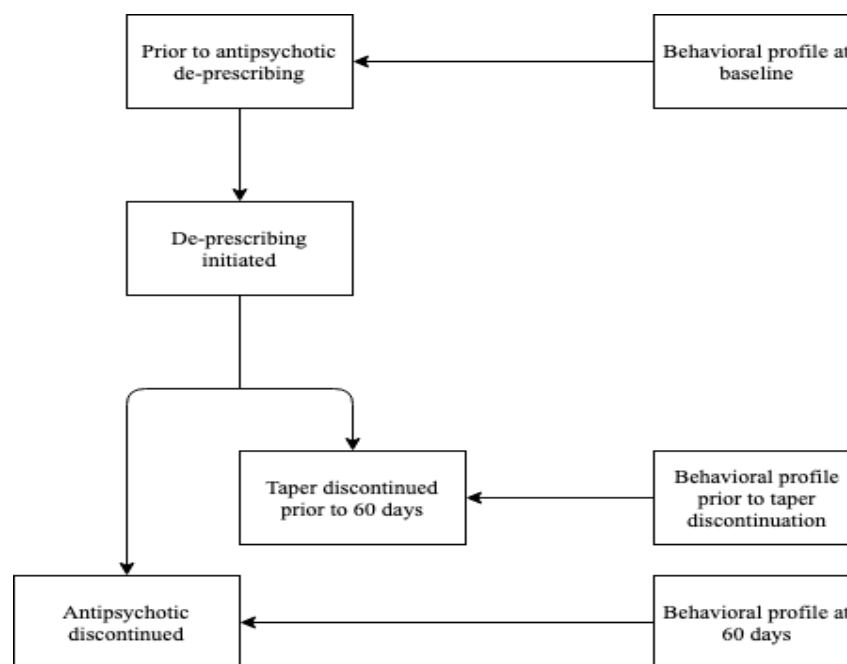 Prior to antipsychotic
de-prescribing
Behavioral profile at
baseline
De-prescribing
initiated
Taper discontinued
prior to 60 days
Behavioral profile
prior to taper
discontinuation
Antipsychotic
discontinued
Behavioral profile at
60 days